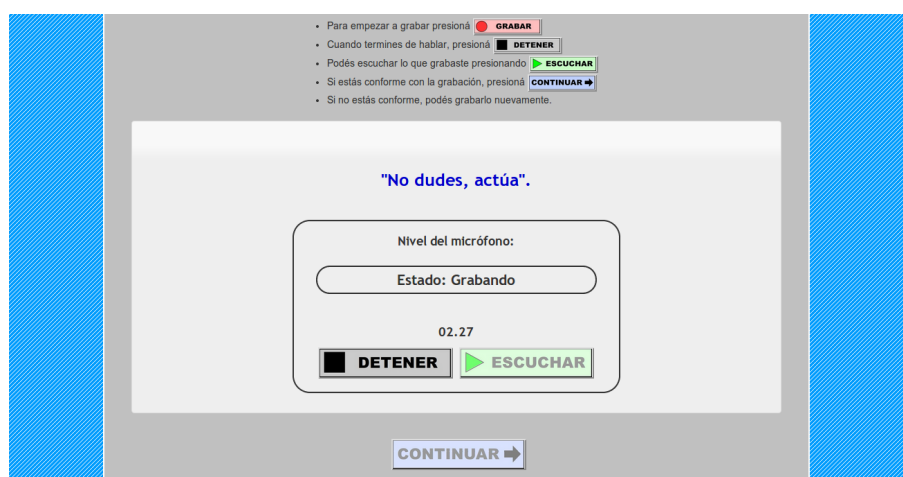 Para empezar a grabar presioná GRABAR
Cuando termines de hablar, presioná DETENER
Podés escuchar lo que grabaste presionando ESCUCHAR
Si estás conforme con la grabación, presioná CONTINUAR
Si no estás conforme, podés grabarlo nuevamente.
"No dudes, actúa".
Nivel del micrófono:
Estado: Grabando
02.27
DETENER ESCUCHAR
CONTINUAR